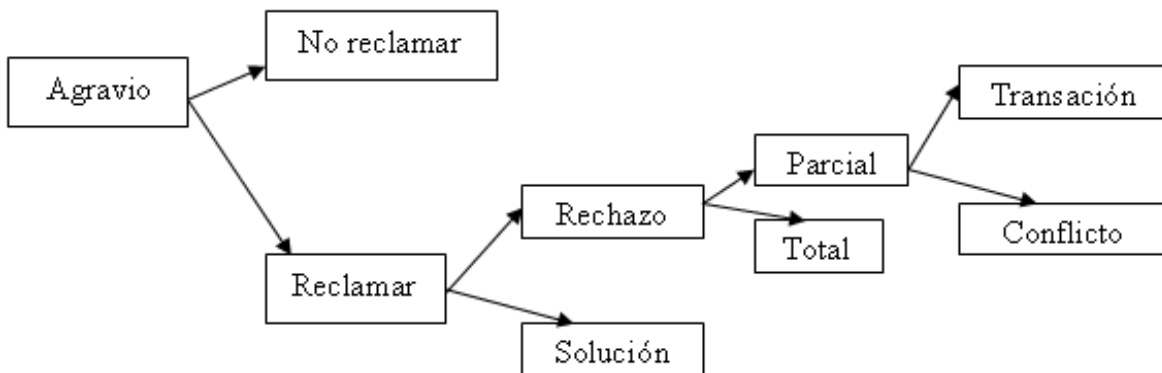 No reclamar
Agravio
Transación
Parcial
Rechazo
Conflicto
Total
Reclamar
Solución